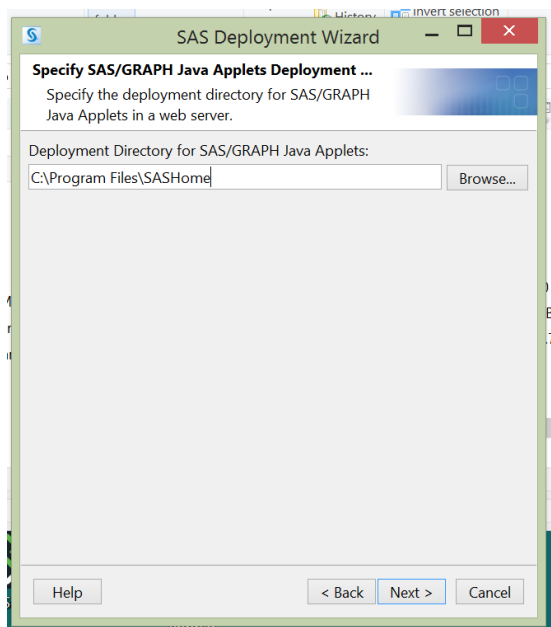 History
Invert selection
SAS Deployment Wizard
Specify SAS/GRAPH Java Applets Deployment ...
Specify the deployment directory for SAS/GRAPH
Java Applets in a web server.
Deployment Directory for SAS/GRAPH Java Applets:
C:\Program Files\SASHome
Browse...
Help
< Back
Next >
Cancel